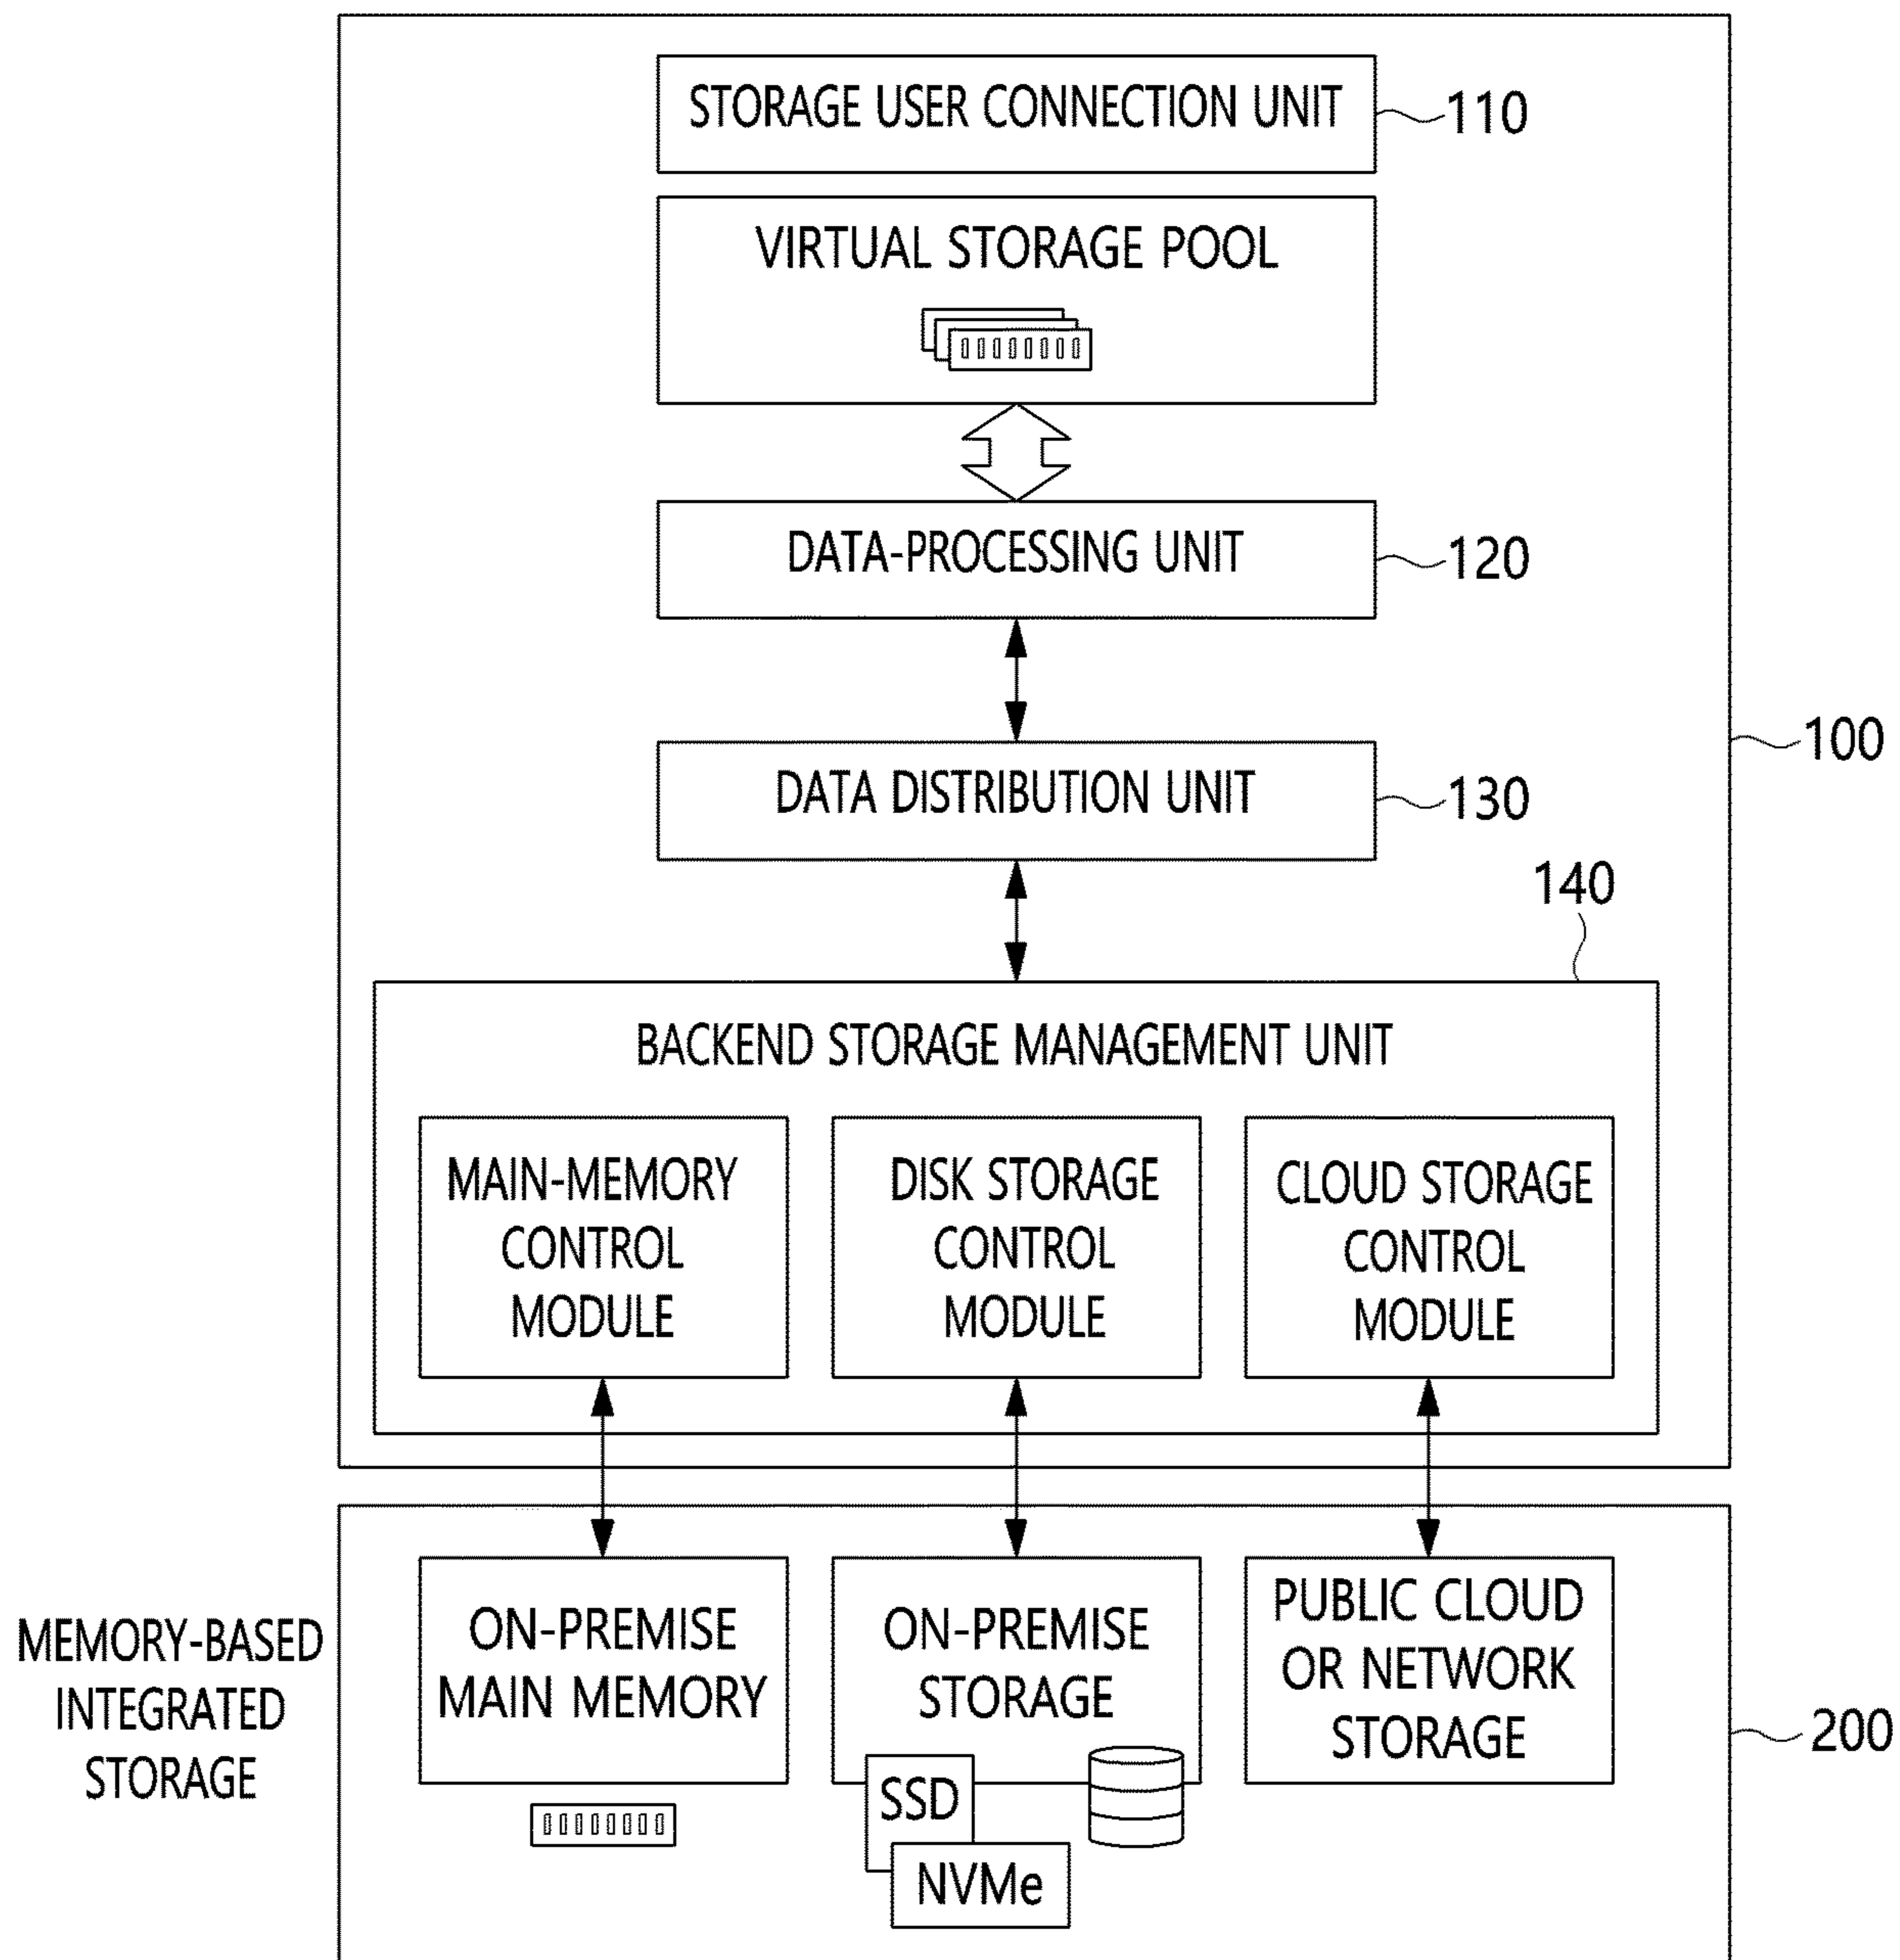 STORAGE USER CONNECTION UNIT
110
VIRTUAL STORAGE POOL
DATA-PROCESSING UNIT
120
100
DATA DISTRIBUTION UNIT
130
140
BACKEND STORAGE MANAGEMENT UNIT
MAIN-MEMORY
CONTROL
MODULE
DISK STORAGE
CONTROL
MODULE
CLOUD STORAGE
CONTROL
MODULE
MEMORY-BASED
INTEGRATED
STORAGE
ON-PREMISE
MAIN MEMORY
ON-PREMISE
STORAGE
SSD
NVMe
PUBLIC CLOUD
OR NETWORK
STORAGE
200